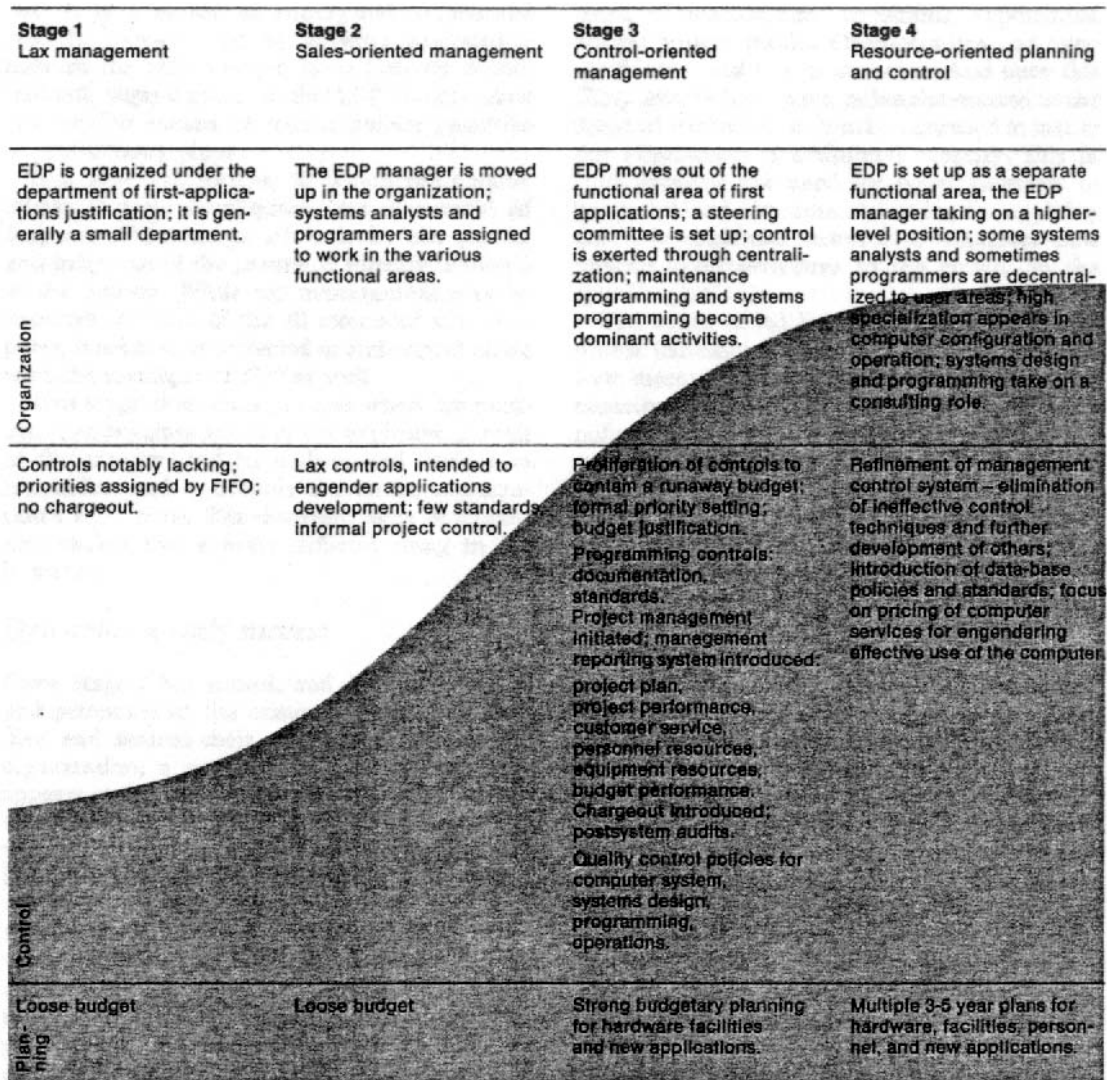 Stage 1
Lax management
Stage 2
Sales-oriented management
Stage 3
Control-oriented
management
Stage 4
Resource-oriented planning
and control
Organization
EDP is organized under the
department of first-applica-
tions justification; it is gen-
erally a small department.
The EDP manager is moved
up in the organization;
systems analysts and
programmers are assigned
to work in the various
functional areas.
EDP moves out of the
functional area of first
applications; a steering
committee is set up; control
is exerted through centrali-
zation; maintenance
programming and systems
programming become
dominant activities.
EDP is set up as a separate
functional area, the EDP
manager taking on a higher-
level position; some systems
analysts and sometimes
programmers are decentral-
ized to user areas; high
specialization appears in
computer configuration and
operation; systems design
and programming take on a
consulting role.
Control
Controls notably lacking;
priorities assigned by FIFO;
no chargeout.
Lax controls, intended to
engender applications
development; few standards,
informal project control.
Proliferation of controls to
contain a runaway budget;
formal priority setting;
budget justification.
Programming controls:
documentation,
standards.
Project management
initiated; management
reporting system introduced:
project plan,
project performance,
customer service,
personnel resources,
equipment resources,
budget performance.
Chargeout introduced;
postsystem audits.
Quality control policies for
computer system,
systems design,
programming,
operations.
Refinement of management
control system – elimination
of ineffective control
techniques and further
development of others;
introduction of data-base
policies and standards; focus
on pricing of computer
services for engendering
effective use of the computer.
Plan-
ning
Loose budget
Loose budget
Strong budgetary planning
for hardware facilities
and new applications.
Multiple 3-5 year plans for
hardware, facilities, person-
nel, and new applications.